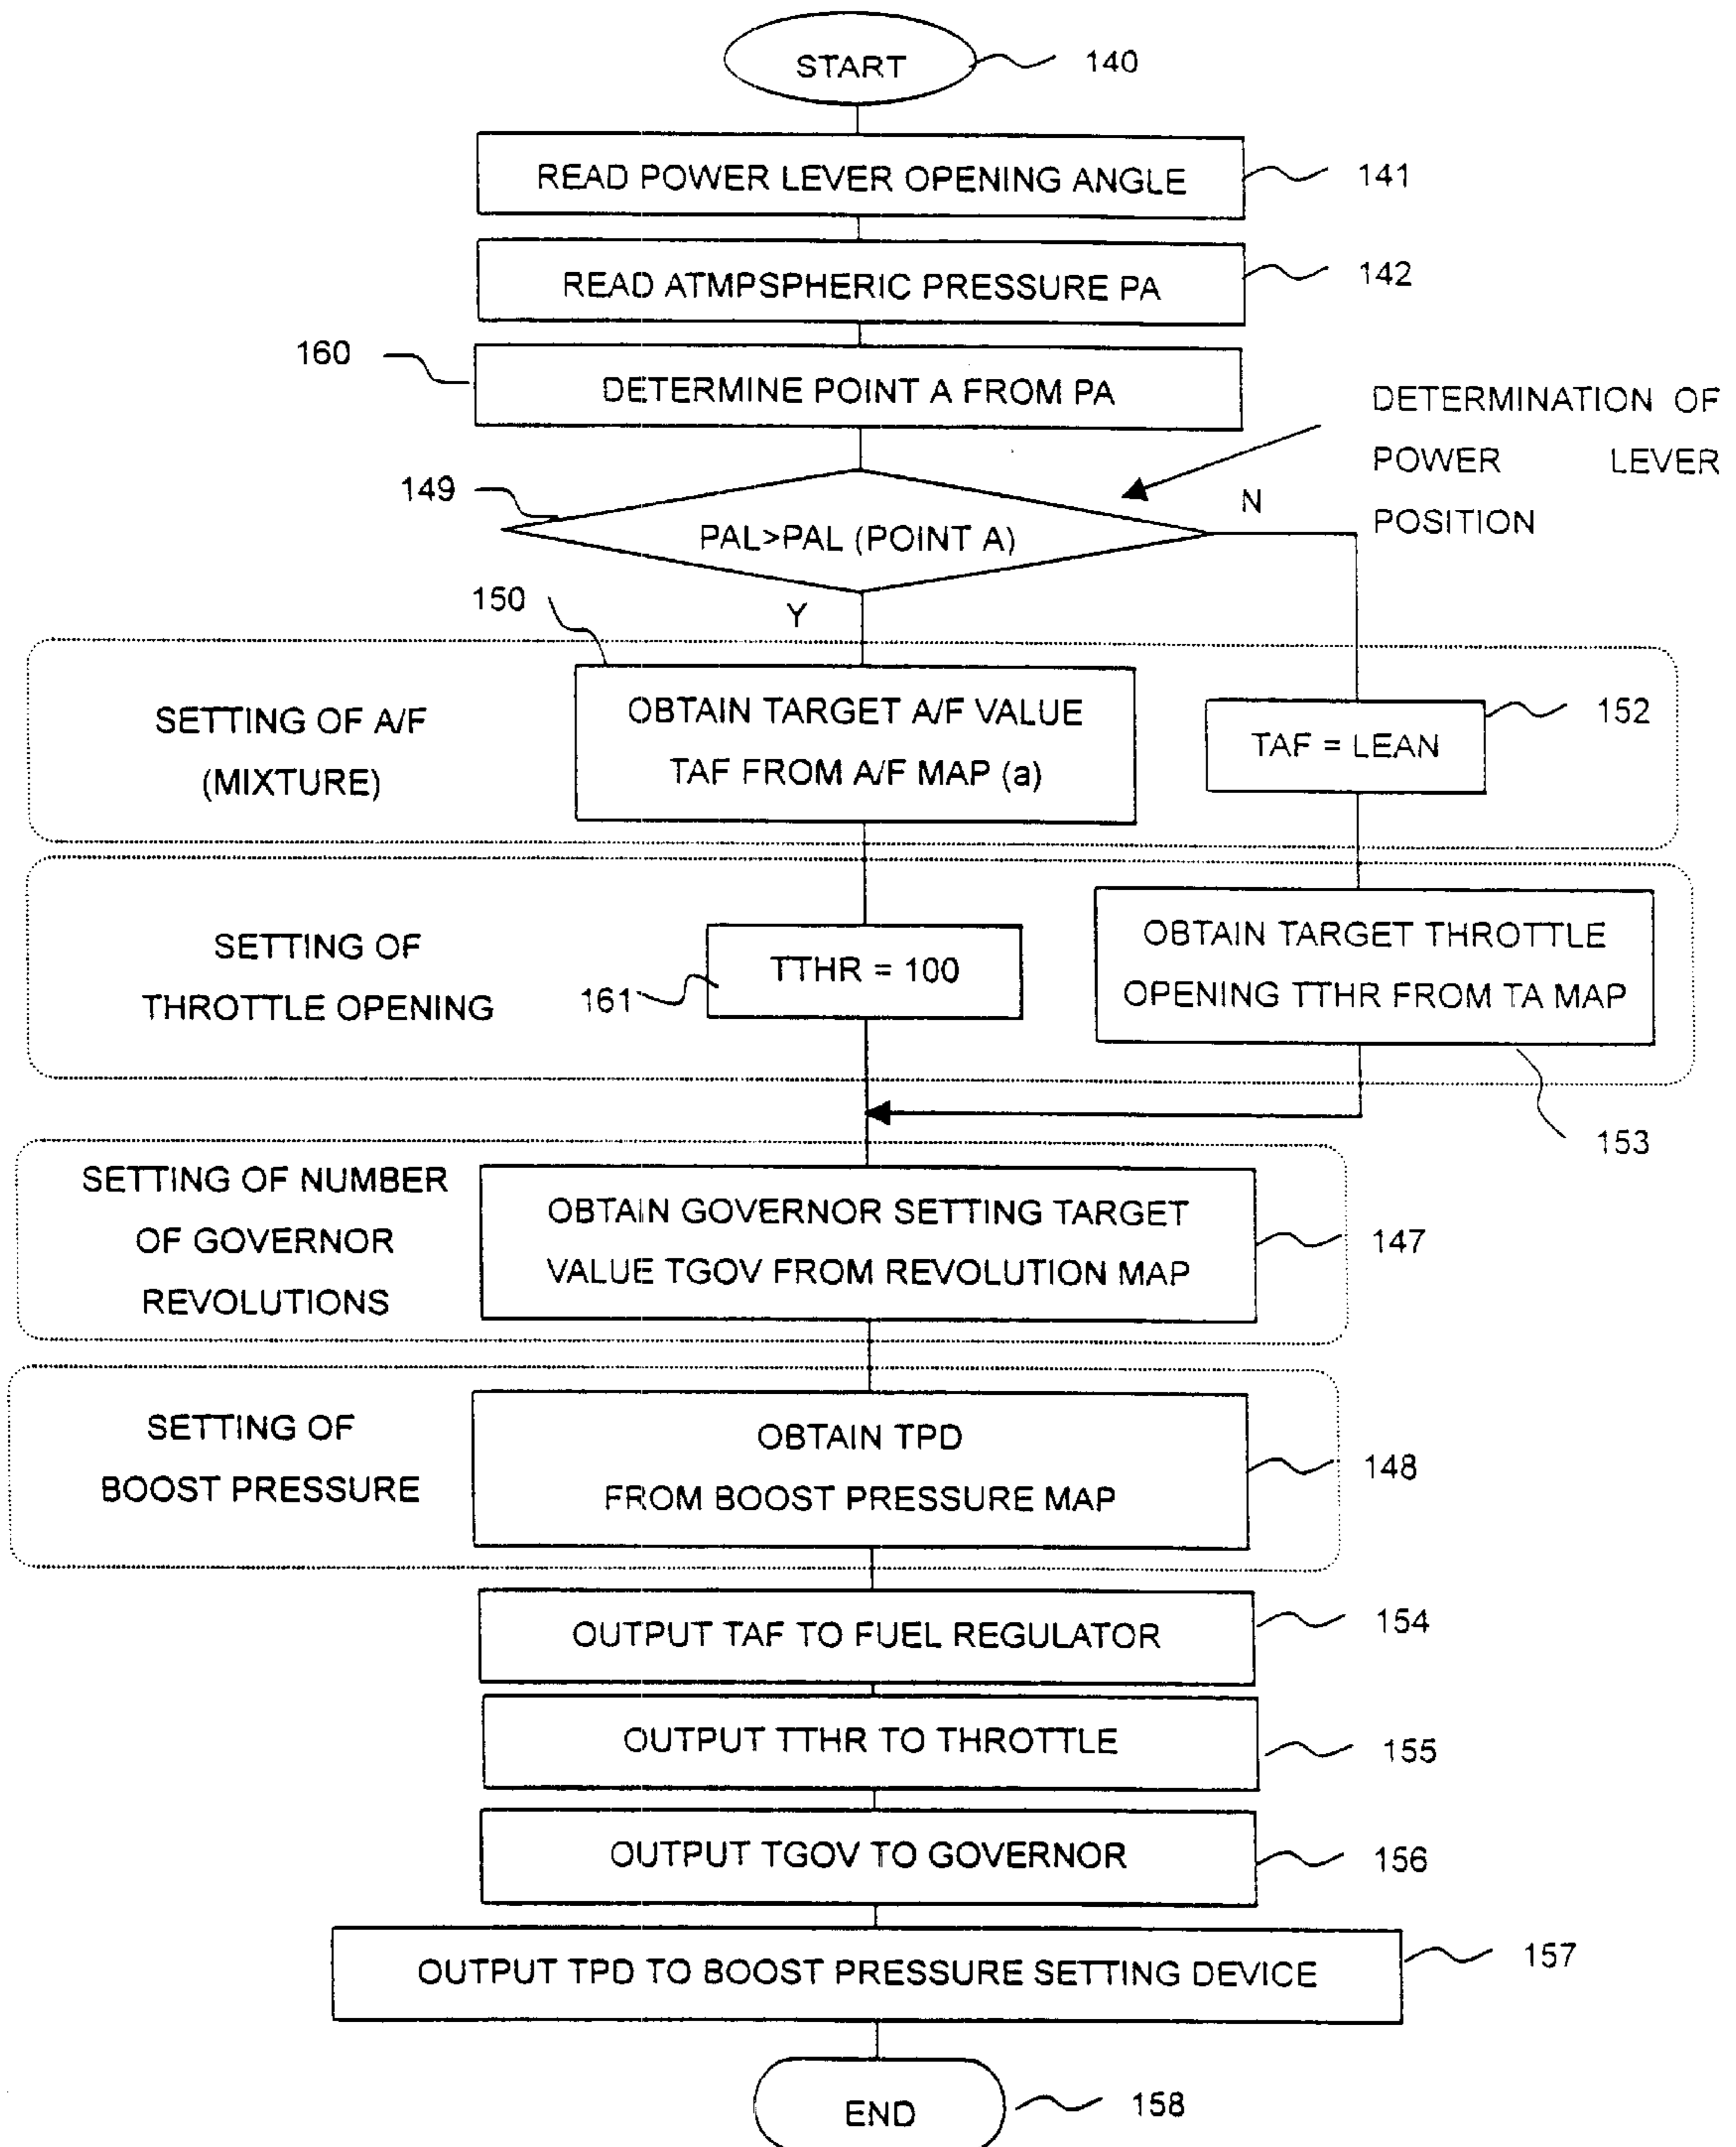 START
140
READ POWER LEVER OPENING ANGLE
141
READ ATMPSPHERIC PRESSURE PA
142
160
DETERMINE POINT A FROM PA
DETERMINATION OF
POWER LEVER
POSITION
149
PAL>PAL (POINT A)
N
Y
150
SETTING OF A/F
(MIXTURE)
OBTAIN TARGET A/F VALUE
TAF FROM A/F MAP (a)
TAF = LEAN
152
SETTING OF
THROTTLE OPENING
161
TTHR = 100
OBTAIN TARGET THROTTLE
OPENING TTHR FROM TA MAP
153
SETTING OF NUMBER
OF GOVERNOR
REVOLUTIONS
OBTAIN GOVERNOR SETTING TARGET
VALUE TGOV FROM REVOLUTION MAP
147
SETTING OF
BOOST PRESSURE
OBTAIN TPD
FROM BOOST PRESSURE MAP
148
OUTPUT TAF TO FUEL REGULATOR
154
OUTPUT TTHR TO THROTTLE
155
OUTPUT TGOV TO GOVERNOR
156
OUTPUT TPD TO BOOST PRESSURE SETTING DEVICE
157
END
158